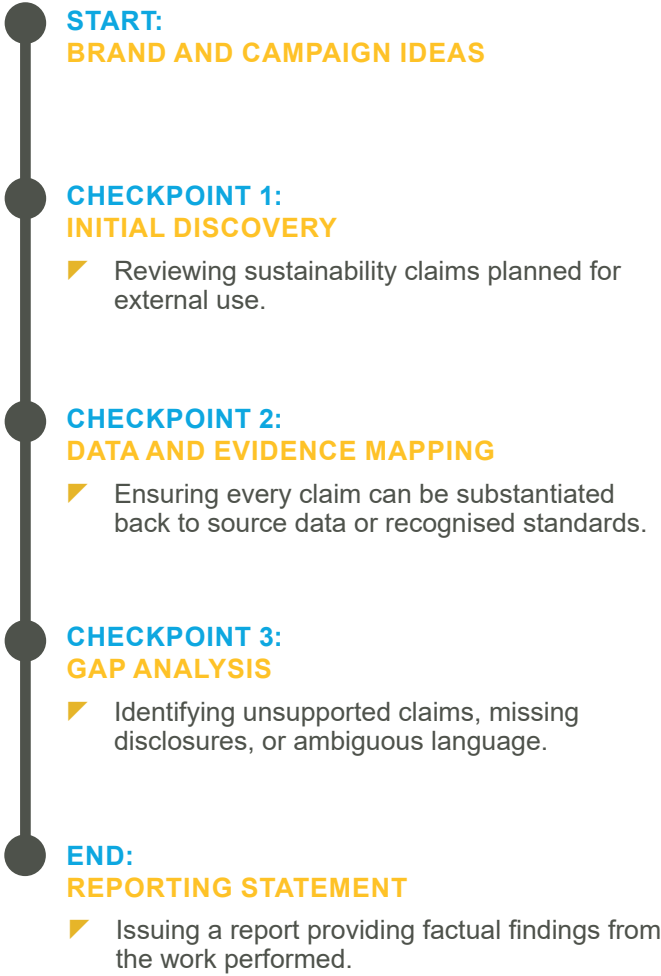 START:
BRAND AND CAMPAIGN IDEAS
CHECKPOINT 1:
INITIAL DISCOVERY
Reviewing sustainability claims planned for
external use.
CHECKPOINT 2:
DATA AND EVIDENCE MAPPING
Ensuring every claim can be substantiated
back to source data or recognised standards.
CHECKPOINT 3:
GAP ANALYSIS
Identifying unsupported claims, missing
disclosures, or ambiguous language.
END:
REPORTING STATEMENT
Issuing a report providing factual findings from
the work performed.